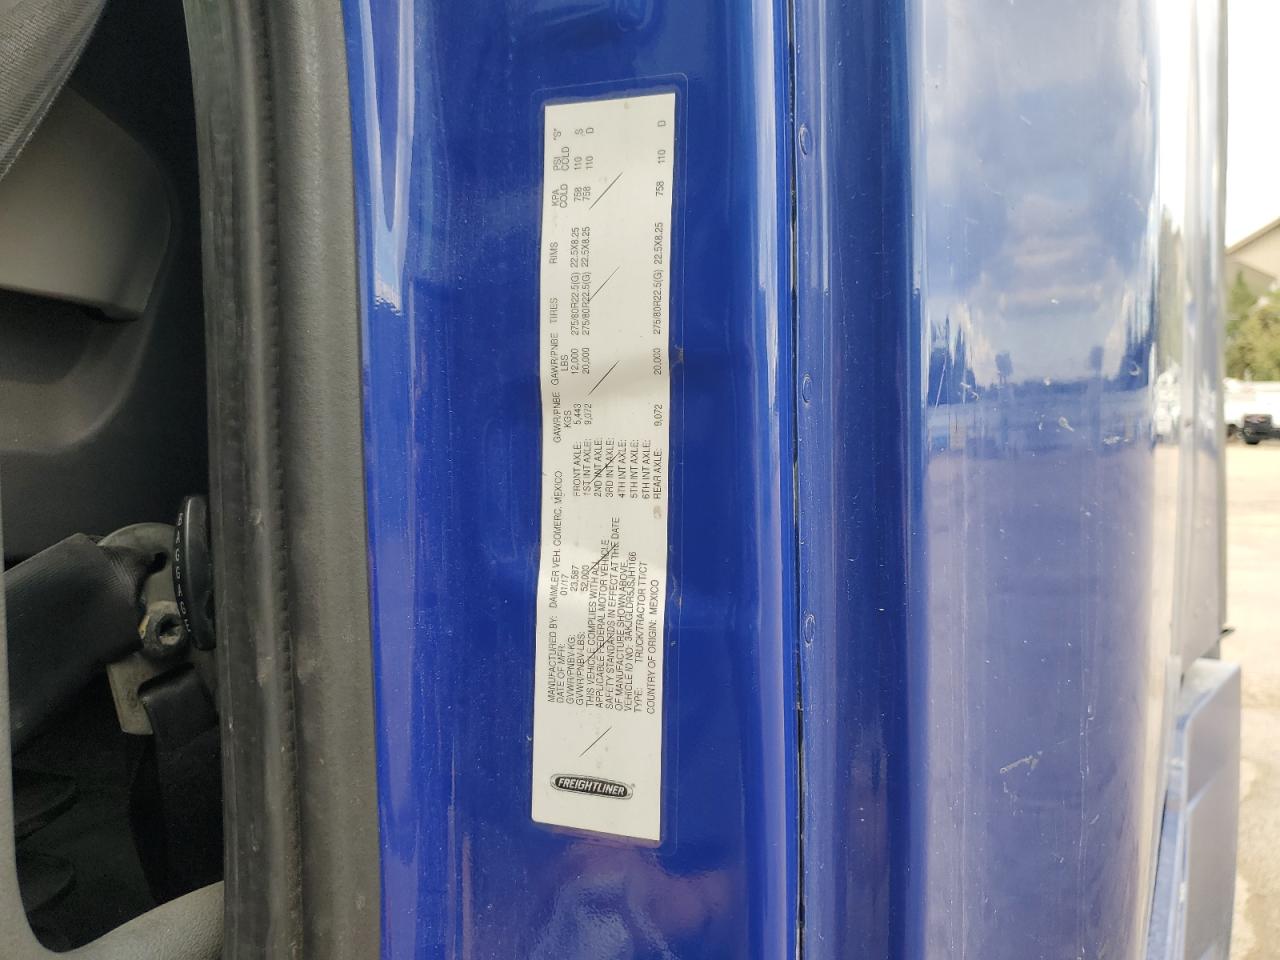 FREIGHTLINER
MANUFACTURED BY: DAIMLER VEH. COMERC. MEXICO
DATE OF MFR: 01/17
GVWR/PNBV-KG: 23,587
GVWR/PNBV-LBS: 52,000
THIS VEHICLE COMPLIES WITH ALL
APPLICABLE FEDERAL MOTOR VEHICLE
SAFETY STANDARDS IN EFFECT AT THE DATE
OF MANUFACTURE SHOWN ABOVE.
VEHICLE ID NO: 3AKJGLDR5JSJH1166
TYPE: TRUCK/TRACTOR TT/CT
COUNTRY OF ORIGIN: MEXICO
GAWR/PNBE KGS GAWR/PNBE LBS TIRES RIMS KPA COLD PSI COLD "S"
FRONT AXLE: 5,443 12,000 275/80R22.5(G) 22.5X8.25 758 110 S
1ST INT AXLE: 9,072 20,000 275/80R22.5(G) 22.5X8.25 758 110 D
2ND INT AXLE:
3RD INT AXLE:
4TH INT AXLE:
5TH INT AXLE:
6TH INT AXLE:
REAR AXLE: 9,072 20,000 275/80R22.5(G) 22.5X8.25 758 110 D